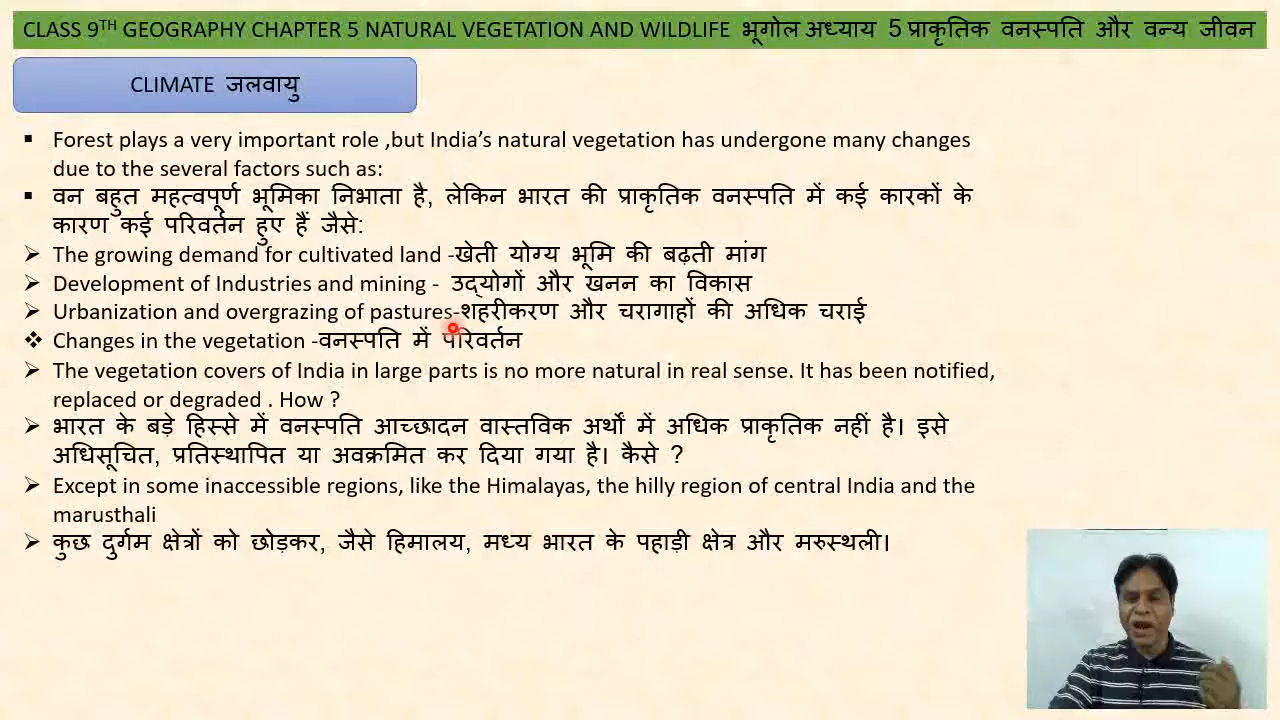 CLASS 9TH GEOGRAPHY CHAPTER 5 NATURAL VEGETATION AND WILDLIFE भूगोल अध्याय 5 प्राकृतिक वनस्पति और वन्य जीवन
CLIMATE जलवायु
▪ Forest plays a very important role ,but India’s natural vegetation has undergone many changes
due to the several factors such as:
▪ वन बहुत महत्वपूर्ण भूमिका निभाता है, लेकिन भारत की प्राकृतिक वनस्पति में कई कारकों के
कारण कई परिवर्तन हुए हैं जैसे:
➢ The growing demand for cultivated land -खेती योग्य भूमि की बढ़ती मांग
➢ Development of Industries and mining - उद्योगों और खनन का विकास
➢ Urbanization and overgrazing of pastures-शहरीकरण और चरागाहों की अधिक चराई
❖ Changes in the vegetation -वनस्पति में परिवर्तन
➢ The vegetation covers of India in large parts is no more natural in real sense. It has been notified,
replaced or degraded . How ?
➢ भारत के बड़े हिस्से में वनस्पति आच्छादन वास्तविक अर्थों में अधिक प्राकृतिक नहीं है। इसे
अधिसूचित, प्रतिस्थापित या अवक्रमित कर दिया गया है। कैसे ?
➢ Except in some inaccessible regions, like the Himalayas, the hilly region of central India and the
marusthali
➢ कुछ दुर्गम क्षेत्रों को छोड़कर, जैसे हिमालय, मध्य भारत के पहाड़ी क्षेत्र और मरुस्थली।